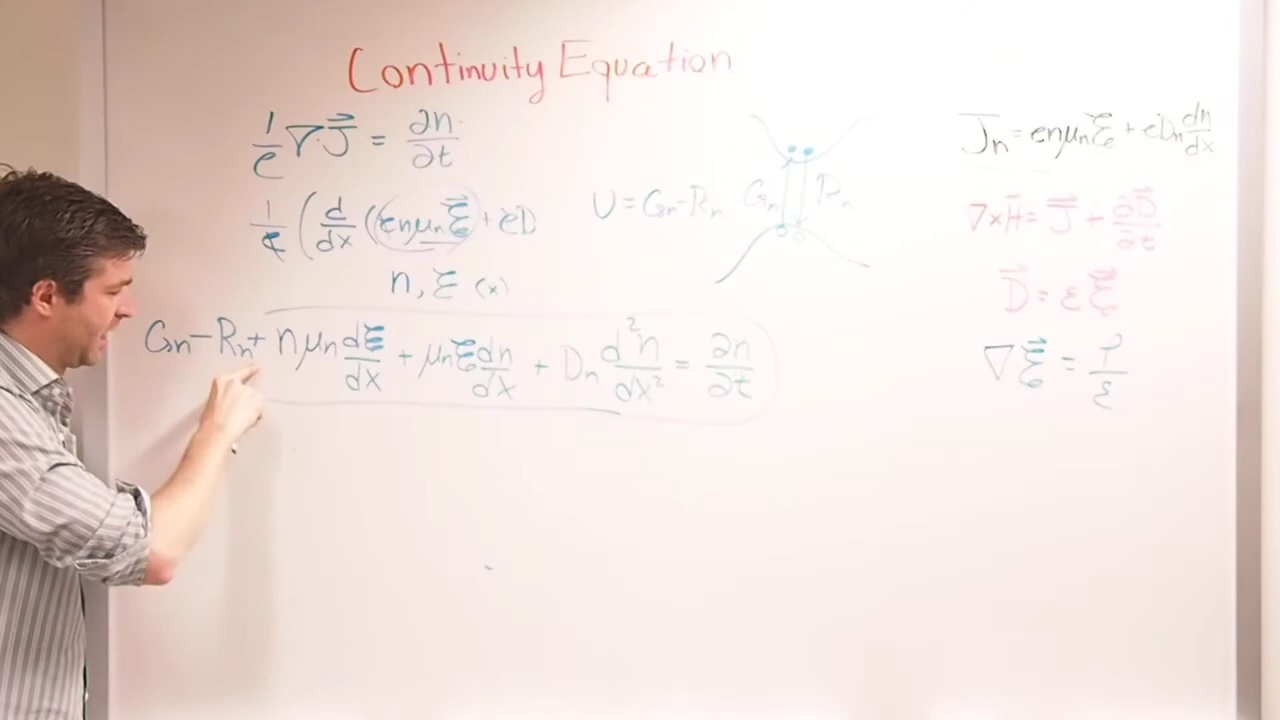 Continuity Equation
1/e ∇J⃗ = ∂n/∂t
1/e (d/dx ((enμₙℰ⃗ + eD
n, ℰ (x)
Gn-Rn+ nμₙ dℰ/dx + μₙℰ dn/dx + Dₙ d²n/dx² = ∂n/∂t
U = Gn-Rn
Gn Rn
Jₙ = enμₙℰ⃗ + eDₙ dn/dx
∇×H⃗ = J⃗ + ∂D⃗/∂t
D⃗ = εℰ⃗
∇ℰ⃗ = ρ/ε